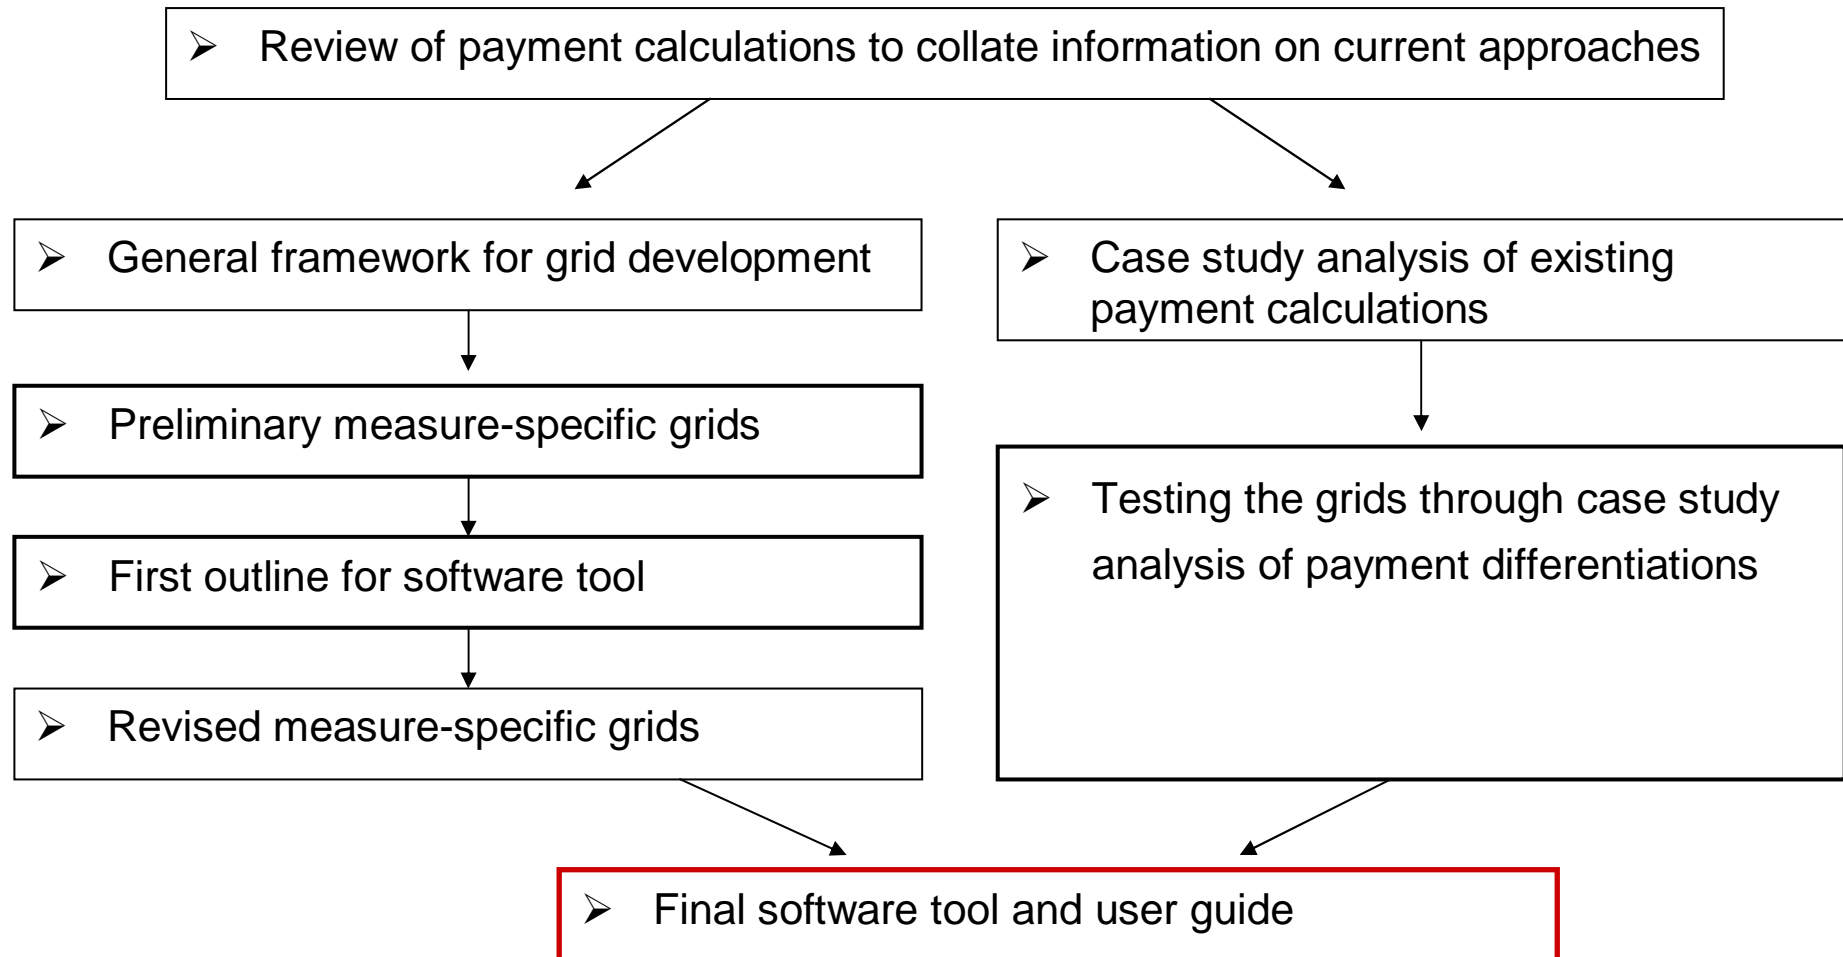 ➢ Review of payment calculations to collate information on current approaches
➢ General framework for grid development
➢ Preliminary measure-specific grids
➢ First outline for software tool
➢ Revised measure-specific grids
➢ Case study analysis of existing
payment calculations
➢ Testing the grids through case study
analysis of payment differentiations
➢ Final software tool and user guide